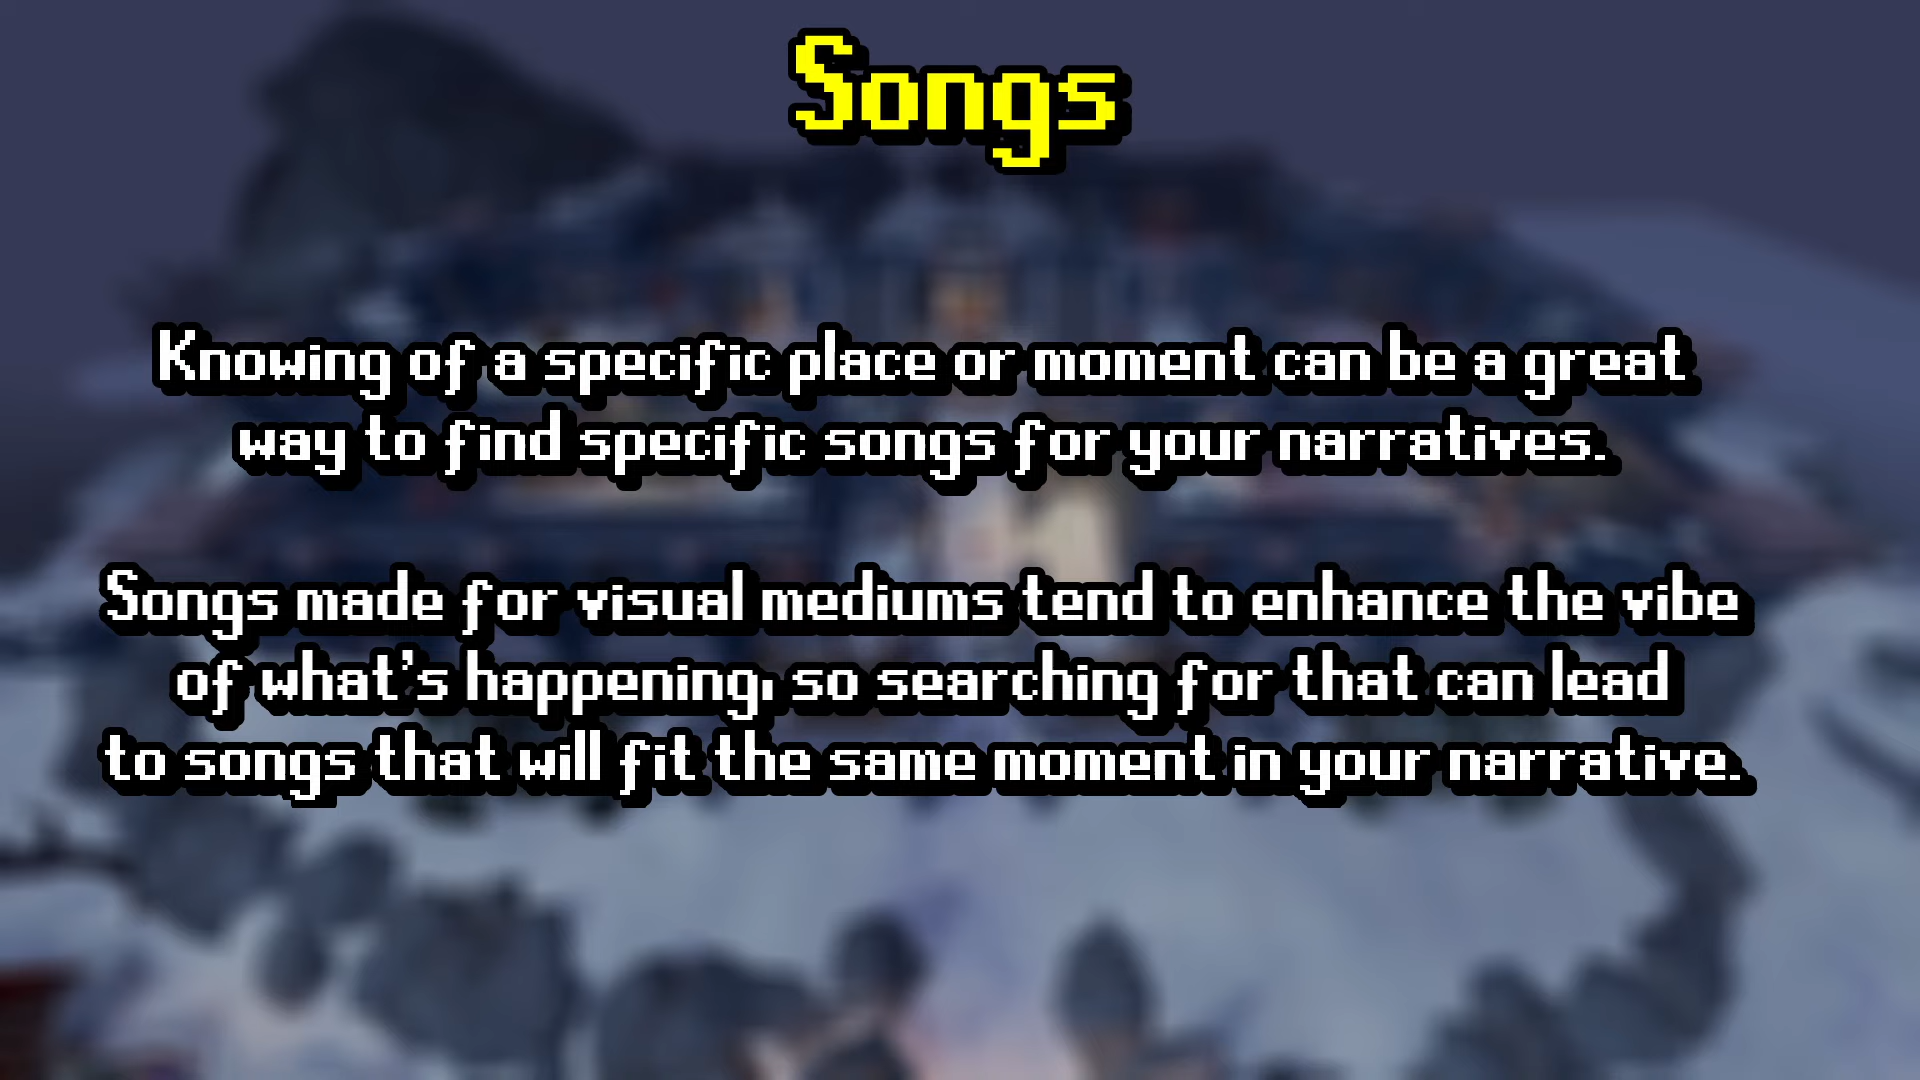 Songs
Knowing of a specific place or moment can be a great
way to find specific songs for your narratives.
Songs made for visual mediums tend to enhance the vibe
of what's happening, so searching for that can lead
to songs that will fit the same moment in your narrative.